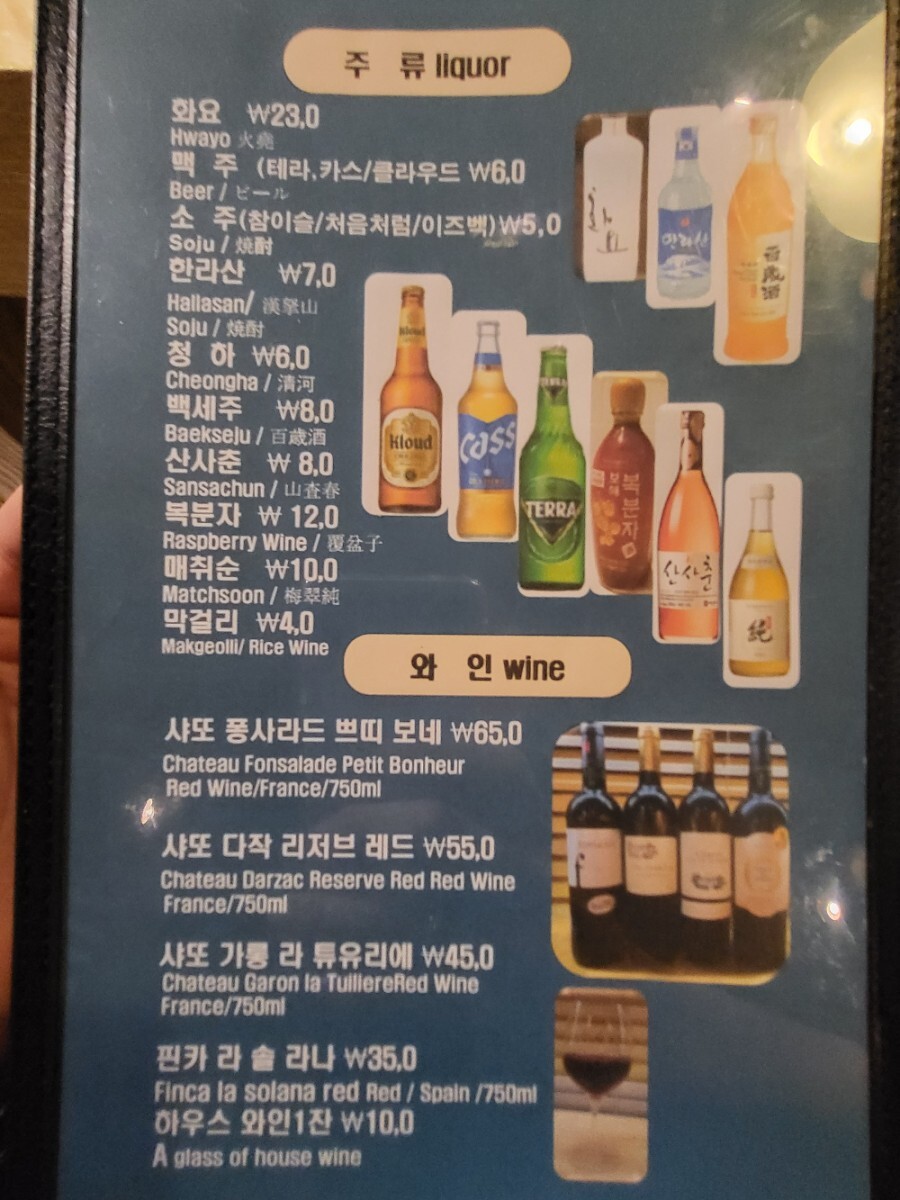 주 류 liquor
화요 ₩23,0
Hwayo 火堯
맥 주 (테라.카스/클라우드 ₩6,0
Beer / ビール
소 주(참이슬/처음처럼/이즈벡)₩5,0
Soju / 焼酎
한라산 ₩7,0
Hallasan/ 漢拏山
Soju / 焼酎
청 하 ₩6,0
Cheongha / 清河
백세주 ₩8,0
Baekseju / 百歳酒
산사춘 ₩ 8,0
Sansachun / 山査春
복분자 ₩ 12,0
Raspberry Wine / 覆盆子
매취순 ₩10,0
Matchsoon / 梅翠純
막걸리 ₩4,0
Makgeolli/ Rice Wine
화요
한라산
百歳酒
Kloud
Kloud
Cass
TERRA
TERRA
보해 복분자
산사춘
純
와 인 wine
샤또 퐁사라드 쁘띠 보네 ₩65,0
Chateau Fonsalade Petit Bonheur
Red Wine/France/750ml
샤또 다작 리저브 레드 ₩55,0
Chateau Darzac Reserve Red Red Wine
France/750ml
샤또 가롱 라 튜유리에 ₩45,0
Chateau Garon la TuiliereRed Wine
France/750ml
핀카 라 솔 라나 ₩35,0
Finca la solana red Red / Spain /750ml
하우스 와인1잔 ₩10,0
A glass of house wine